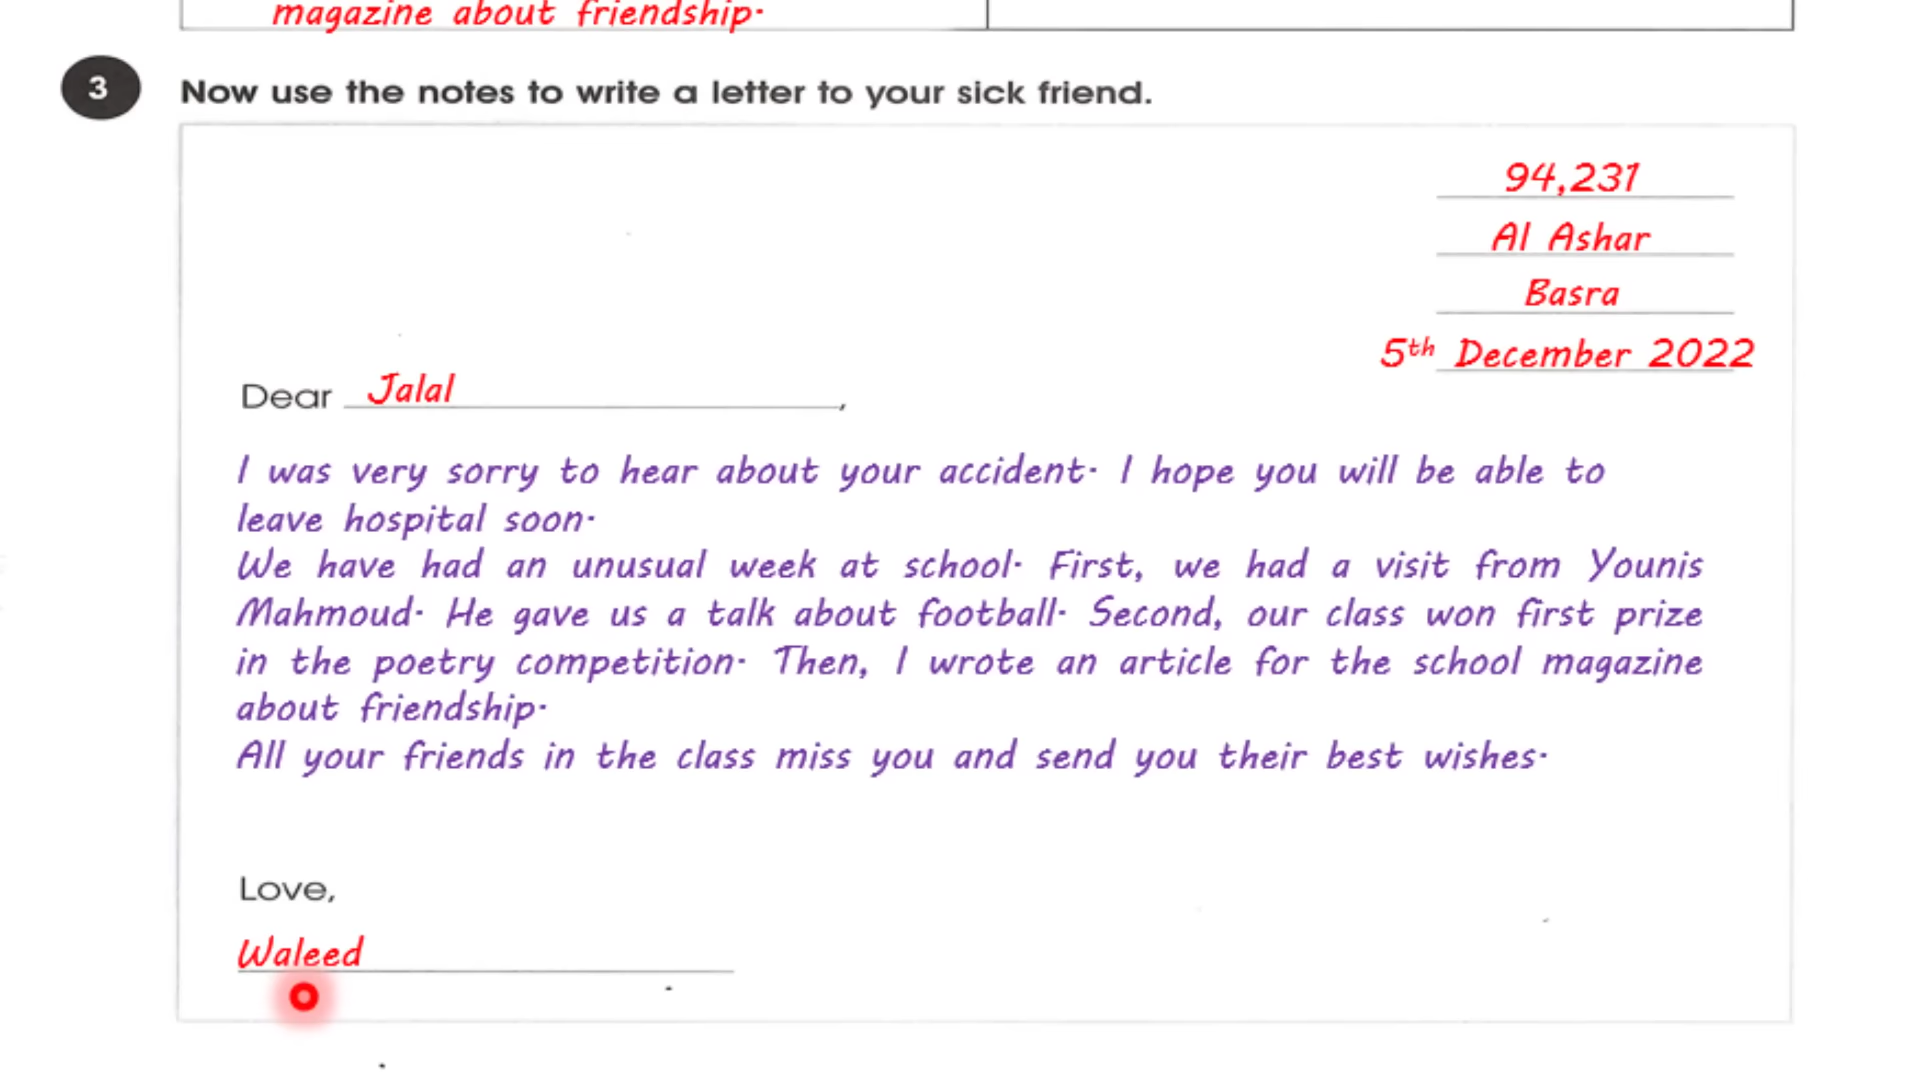 magazine about friendship.
3
Now use the notes to write a letter to your sick friend.
94,231
Al Ashar
Basra
5th December 2022
Dear Jalal,
I was very sorry to hear about your accident. I hope you will be able to
leave hospital soon.
We have had an unusual week at school. First, we had a visit from Younis
Mahmoud. He gave us a talk about football. Second, our class won first prize
in the poetry competition. Then, I wrote an article for the school magazine
about friendship.
All your friends in the class miss you and send you their best wishes.
Love,
Waleed